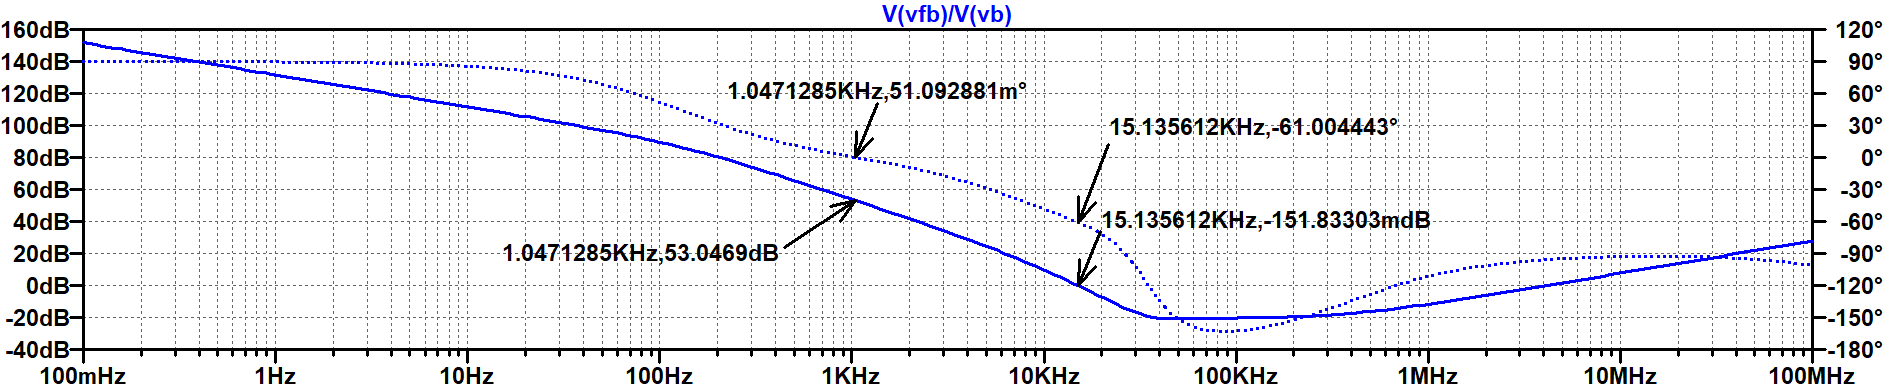 V(vfb)/V(vb)
160dB
140dB
120dB
100dB
80dB
60dB
40dB
20dB
0dB
-20dB
-40dB
1.0471285KHz,51.092881m°
15.135612KHz,-61.004443°
15.135612KHz,-151.83303mdB
1.0471285KHz,53.0469dB
120°
90°
60°
30°
0°
-30°
-60°
-90°
-120°
-150°
-180°
100mHz 1Hz 10Hz 100Hz 1KHz 10KHz 100KHz 1MHz 10MHz 100MHz